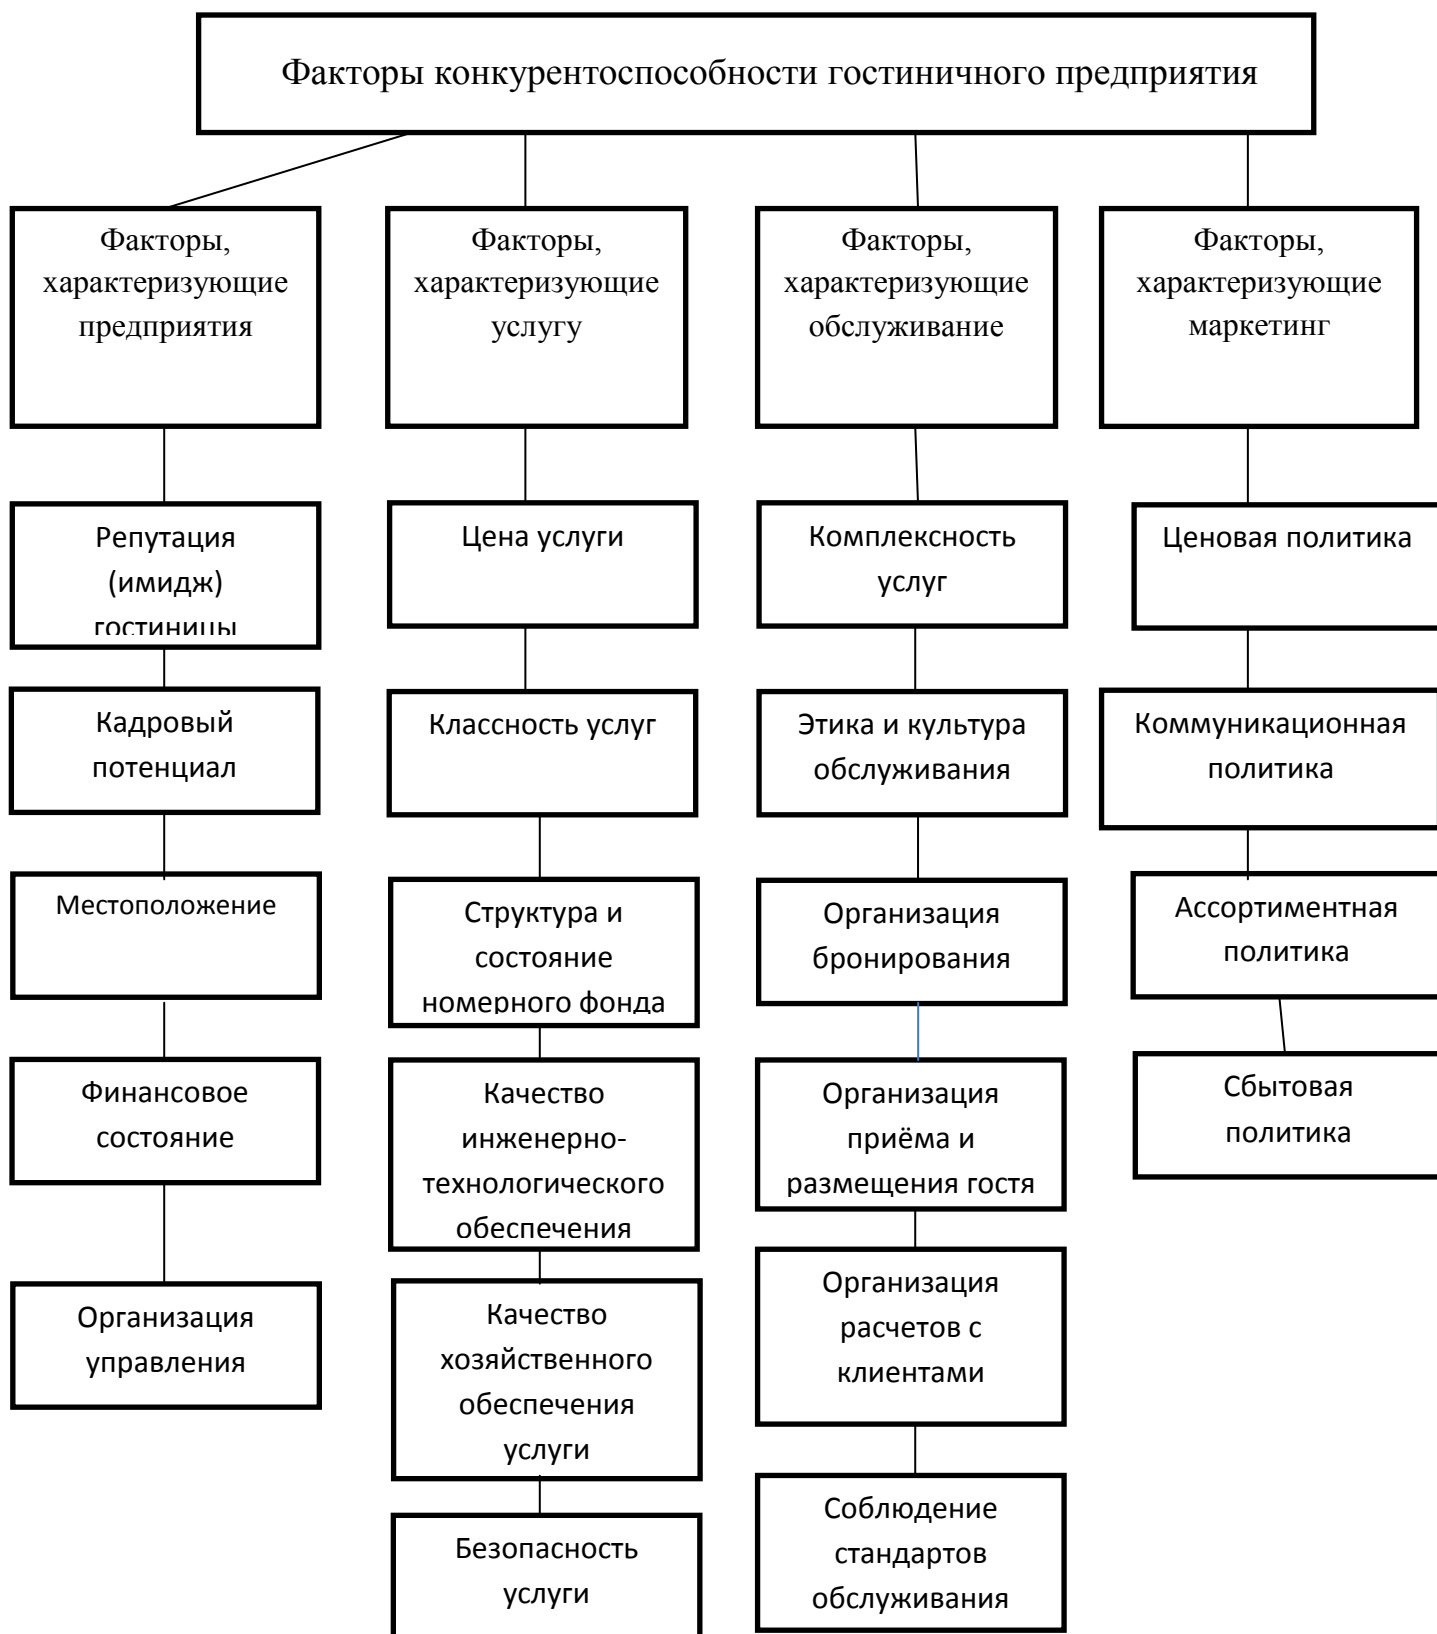 Факторы конкурентоспособности гостиничного предприятия
Факторы,
характеризующие
предприятия
Репутация
(имидж)
гостиницы
Кадровый
потенциал
Местоположение
Финансовое
состояние
Организация
управления
Факторы,
характеризующие
услугу
Цена услуги
Классность услуг
Структура и
состояние
номерного фонда
Качество
инженерно-
технологического
обеспечения
Качество
хозяйственного
обеспечения
услуги
Безопасность
услуги
Факторы,
характеризующие
обслуживание
Комплексность
услуг
Этика и культура
обслуживания
Организация
бронирования
Организация
приёма и
размещения гостя
Организация
расчетов с
клиентами
Соблюдение
стандартов
обслуживания
Факторы,
характеризующие
маркетинг
Ценовая политика
Коммуникационная
политика
Ассортиментная
политика
Сбытовая
политика